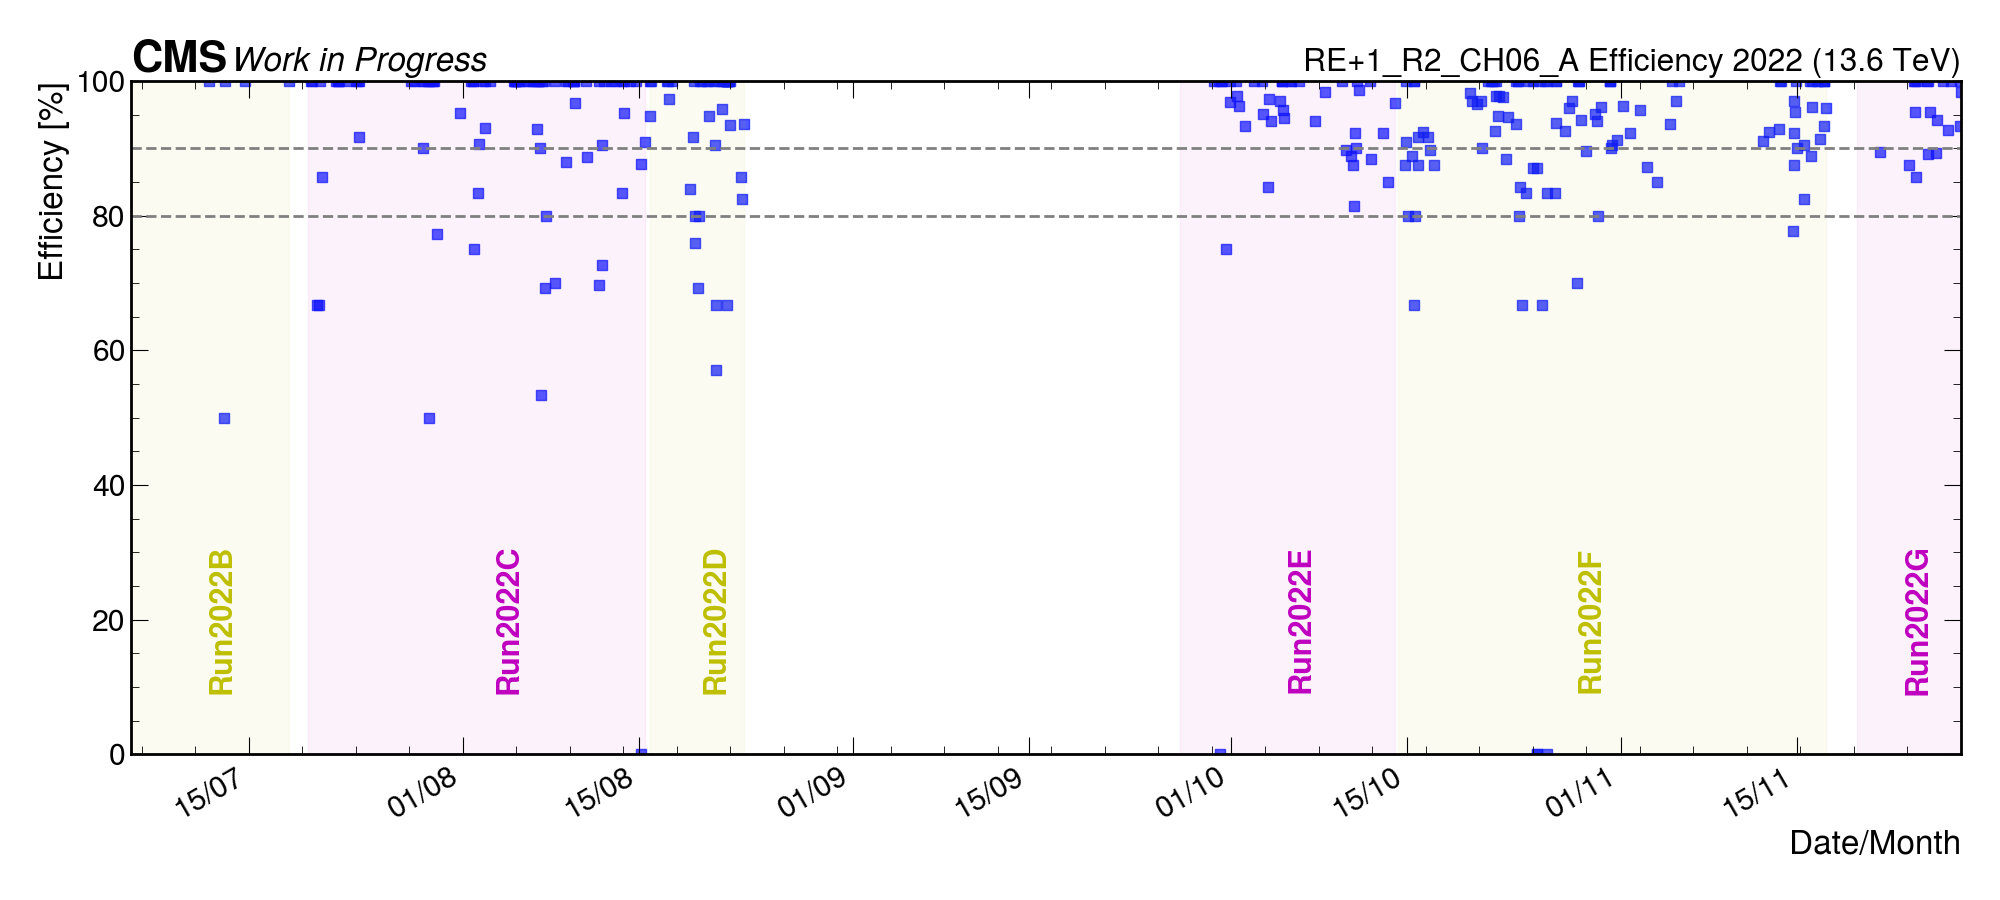 CMS Work in Progress
RE+1_R2_CH06_A Efficiency 2022 (13.6 TeV)
Efficiency [%]
100
80
60
40
20
0
Run2022B
Run2022C
Run2022D
Run2022E
Run2022F
Run2022G
15/07 01/08 15/08 01/09 15/09 01/10 15/10 01/11 15/11
Date/Month